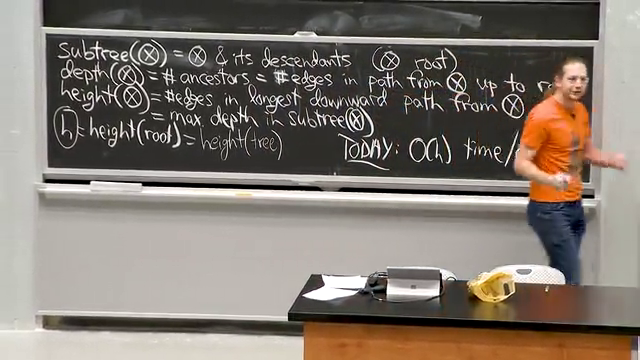 subtree(ⓧ) = ⓧ & its descendants (ⓧ root)
depth(ⓧ) = # ancestors = # edges in path from ⓧ up to
height(ⓧ) = # edges in longest downward path from ⓧ
= max depth in subtree(ⓧ)
h = height(root) = height(tree)
TODAY: O(h) time/